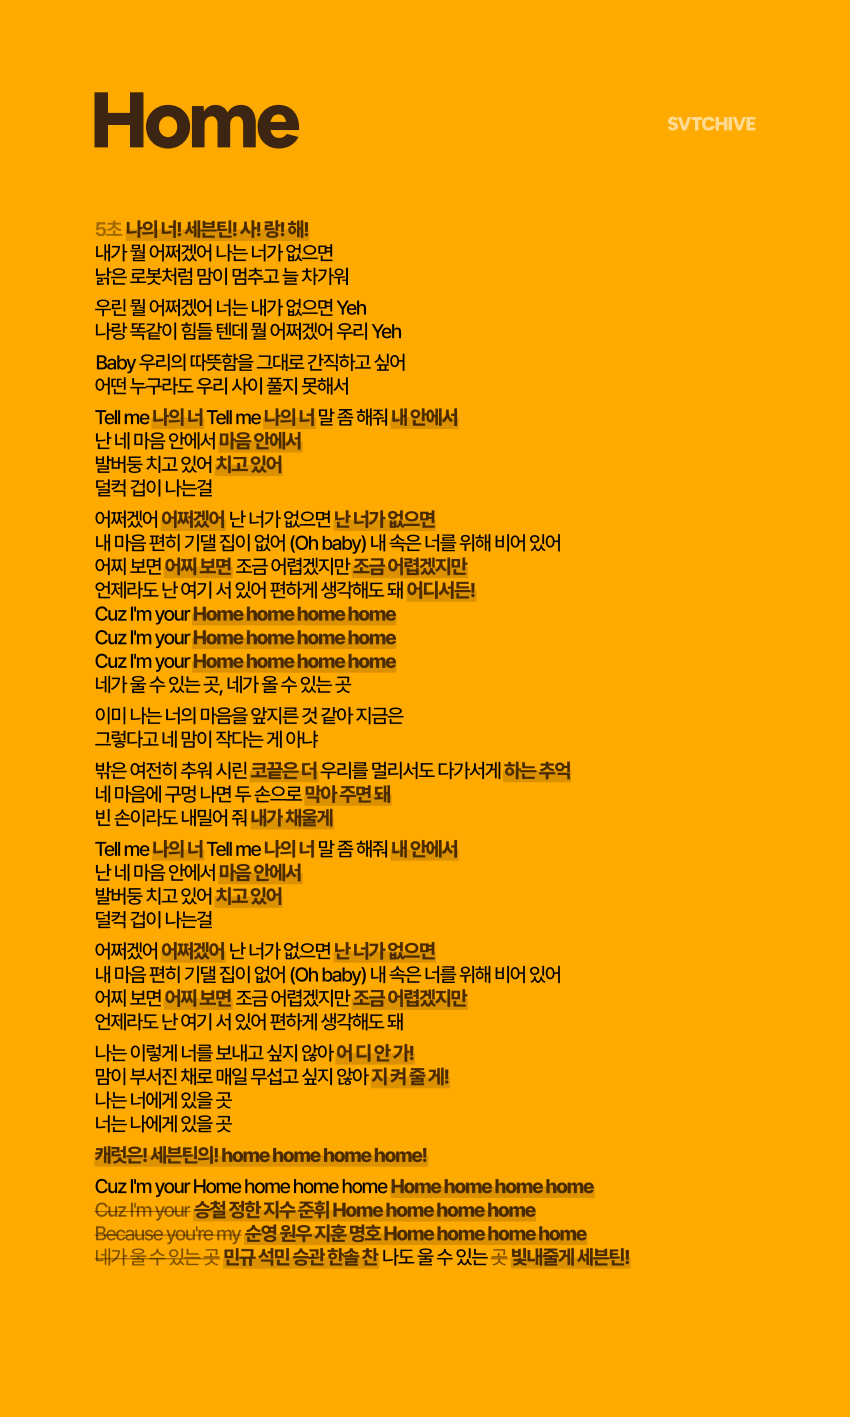 Home
SVTCHIVE
5초 나의 너! 세븐틴! 사! 랑! 해!
내가 뭘 어쩌겠어 나는 너가 없으면
낡은 로봇처럼 맘이 멈추고 늘 차가워
우린 뭘 어쩌겠어 너는 내가 없으면 Yeh
나랑 똑같이 힘들 텐데 뭘 어쩌겠어 우리 Yeh
Baby 우리의 따뜻함을 그대로 간직하고 싶어
어떤 누구라도 우리 사이 풀지 못해서
Tell me 나의 너 Tell me 나의 너 말 좀 해줘 내 안에서
난 네 마음 안에서 마음 안에서
발버둥 치고 있어 치고 있어
덜컥 겁이 나는걸
어쩌겠어 어쩌겠어 난 너가 없으면 난 너가 없으면
내 마음 편히 기댈 집이 없어 (Oh baby) 내 속은 너를 위해 비어 있어
어찌 보면 어찌 보면 조금 어렵겠지만 조금 어렵겠지만
언제라도 난 여기 서 있어 편하게 생각해도 돼 어디서든!
Cuz I'm your Home home home home
Cuz I'm your Home home home home
Cuz I'm your Home home home home
네가 울 수 있는 곳, 네가 올 수 있는 곳
이미 나는 너의 마음을 앞지른 것 같아 지금은
그렇다고 네 맘이 작다는 게 아냐
밖은 여전히 추워 시린 코끝은 더 우리를 멀리서도 다가서게 하는 추억
네 마음에 구멍 나면 두 손으로 막아 주면 돼
빈 손이라도 내밀어 줘 내가 채울게
Tell me 나의 너 Tell me 나의 너 말 좀 해줘 내 안에서
난 네 마음 안에서 마음 안에서
발버둥 치고 있어 치고 있어
덜컥 겁이 나는걸
어쩌겠어 어쩌겠어 난 너가 없으면 난 너가 없으면
내 마음 편히 기댈 집이 없어 (Oh baby) 내 속은 너를 위해 비어 있어
어찌 보면 어찌 보면 조금 어렵겠지만 조금 어렵겠지만
언제라도 난 여기 서 있어 편하게 생각해도 돼
나는 이렇게 너를 보내고 싶지 않아 어 디 안 가!
맘이 부서진 채로 매일 무섭고 싶지 않아 지 켜 줄 게!
나는 너에게 있을 곳
너는 나에게 있을 곳
캐럿은! 세븐틴의! home home home home!
Cuz I'm your Home home home home Home home home home
Cuz I'm your 승철 정한 지수 준휘 Home home home home
Because you're my 순영 원우 지훈 명호 Home home home home
네가 울 수 있는 곳 민규 석민 승관 한솔 찬 나도 울 수 있는 곳 빛내줄게 세븐틴!